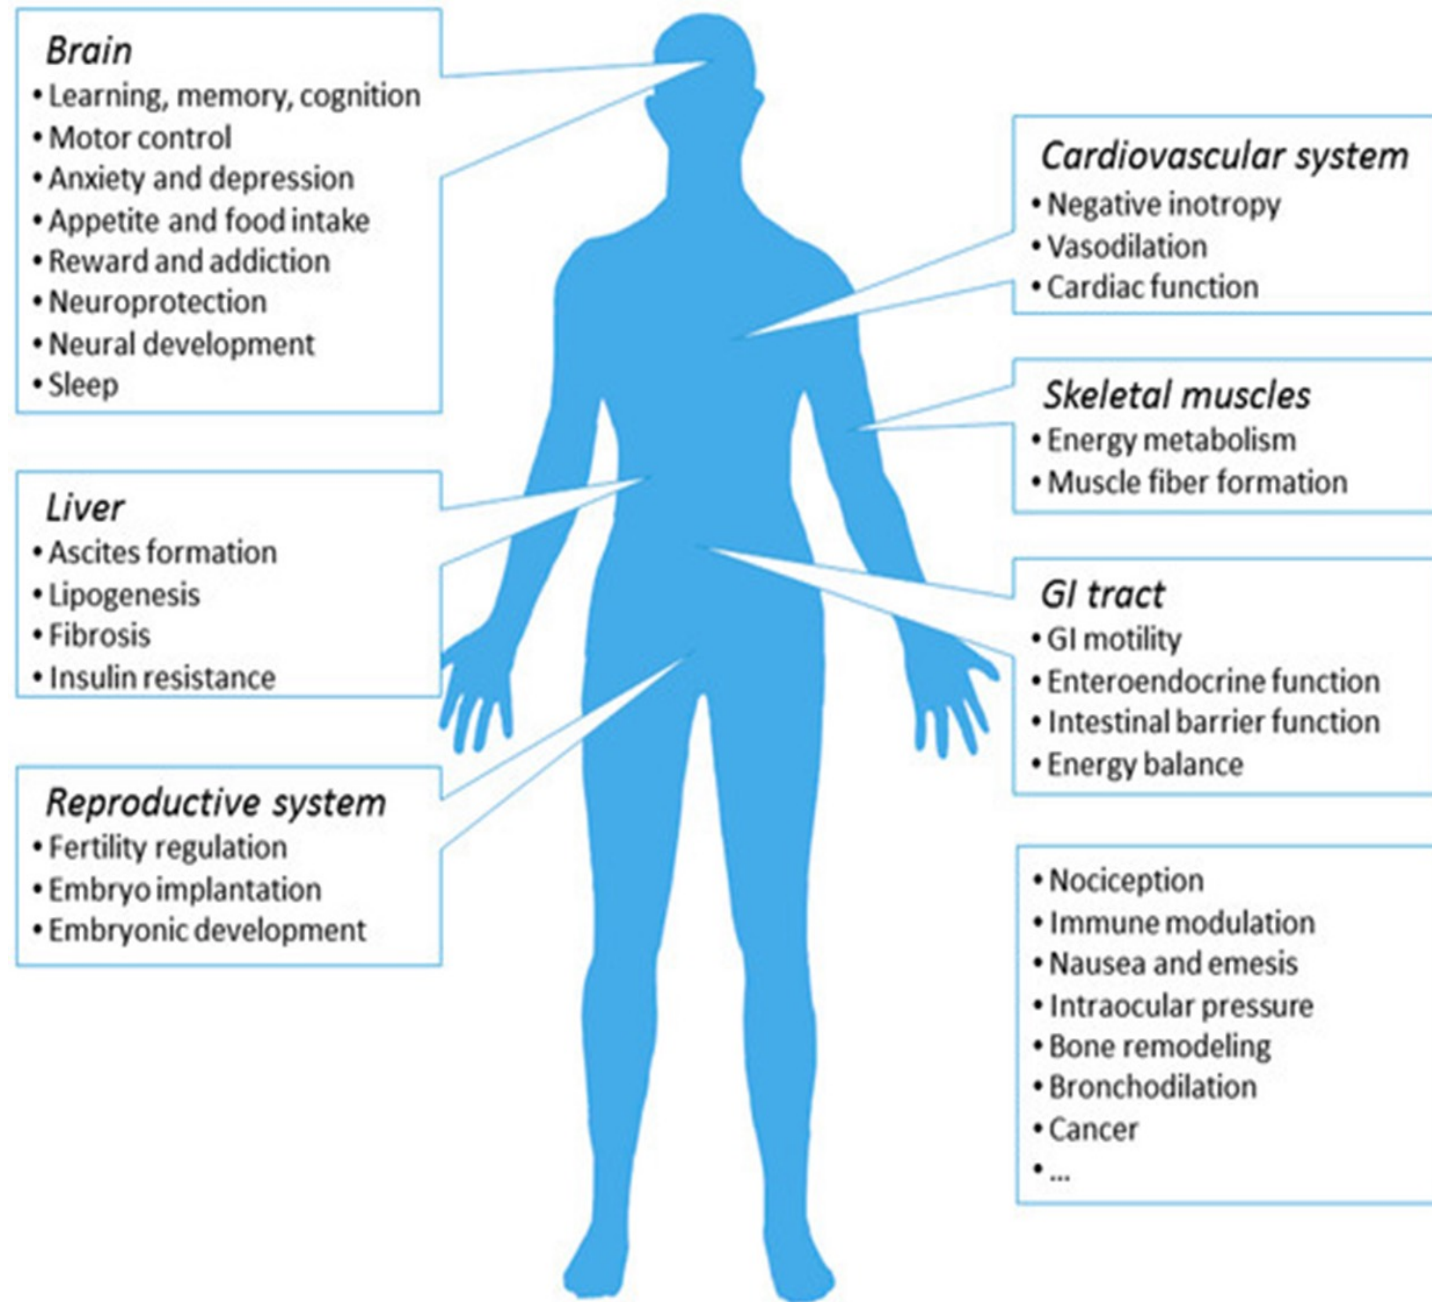 Brain
• Learning, memory, cognition
• Motor control
• Anxiety and depression
• Appetite and food intake
• Reward and addiction
• Neuroprotection
• Neural development
• Sleep
Liver
• Ascites formation
• Lipogenesis
• Fibrosis
• Insulin resistance
Reproductive system
• Fertility regulation
• Embryo implantation
• Embryonic development
Cardiovascular system
• Negative inotropy
• Vasodilation
• Cardiac function
Skeletal muscles
• Energy metabolism
• Muscle fiber formation
GI tract
• GI motility
• Enteroendocrine function
• Intestinal barrier function
• Energy balance
• Nociception
• Immune modulation
• Nausea and emesis
• Intraocular pressure
• Bone remodeling
• Bronchodilation
• Cancer
• ...